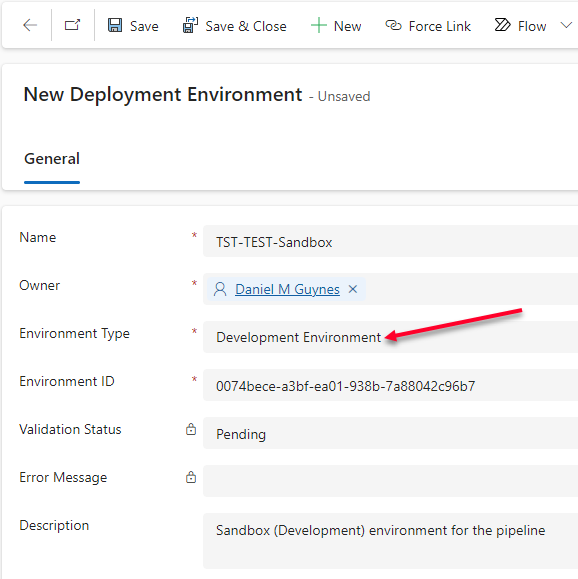 Save Save & Close New Force Link Flow
New Deployment Environment - Unsaved
General
Name * TST-TEST-Sandbox
Owner * Daniel M Guynes
Environment Type * Development Environment
Environment ID * 0074bece-a3bf-ea01-938b-7a88042c96b7
Validation Status Pending
Error Message
Description Sandbox (Development) environment for the pipeline